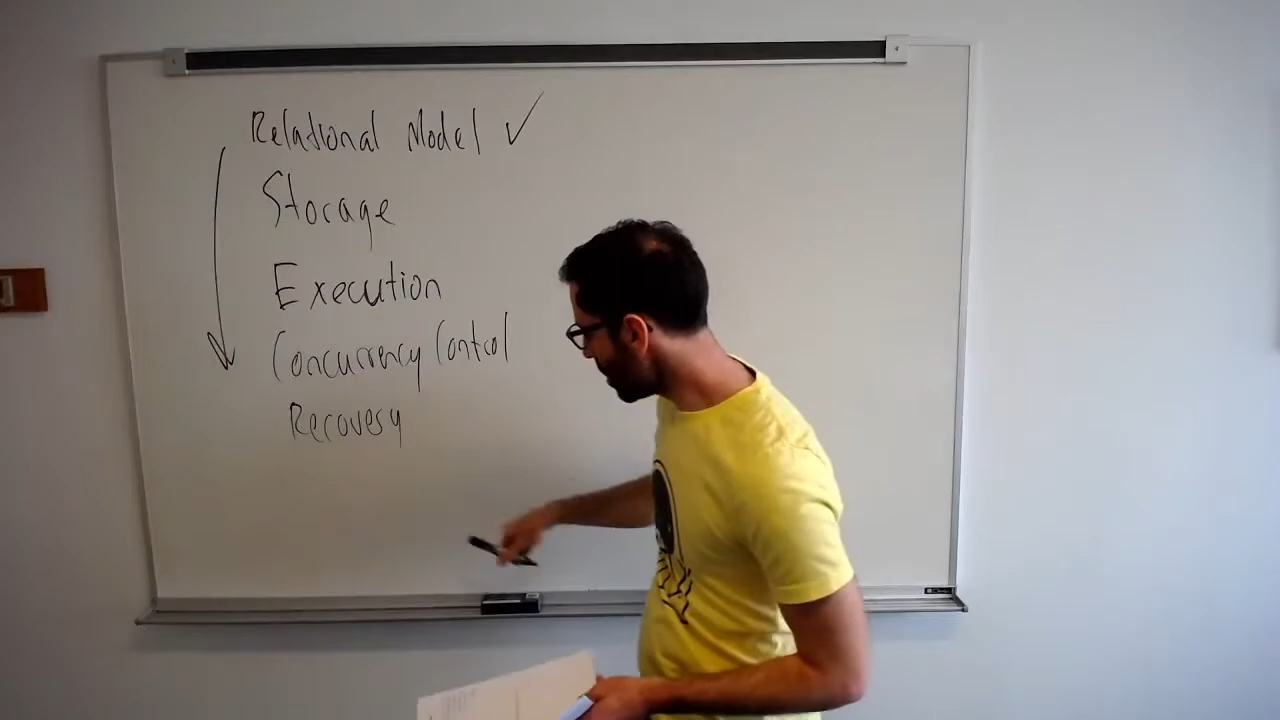 Relational Model ✓
Storage
Execution
Concurrency Control
Recovery